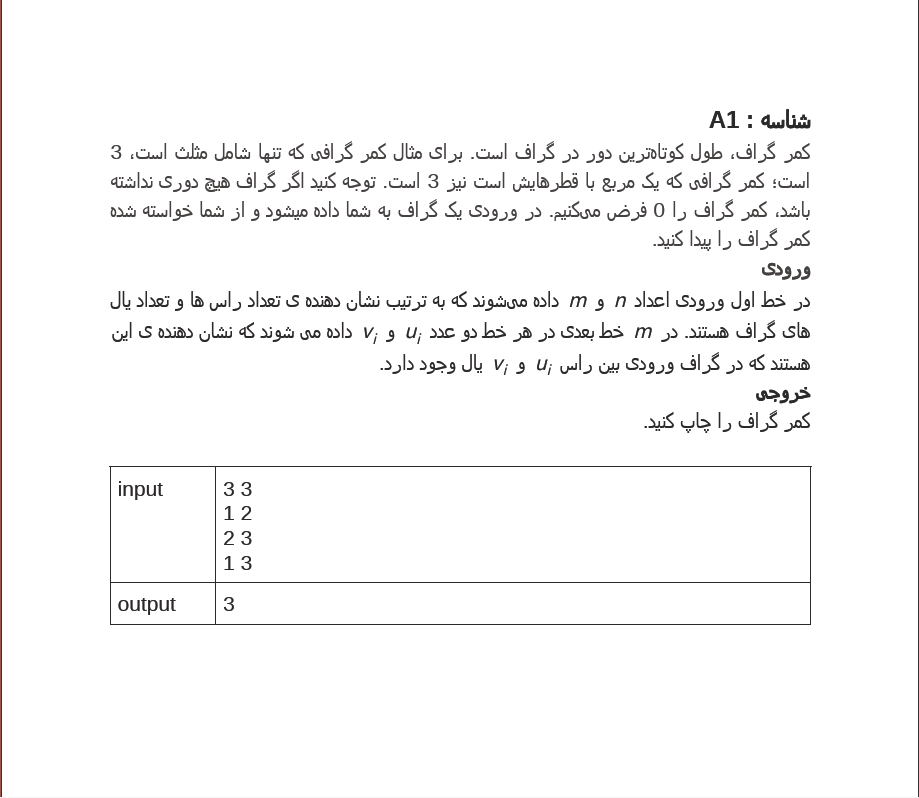 شناسه : A1
کمر گراف، طول کوتاه‌ترین دور در گراف است. برای مثال کمر گرافی که تنها شامل مثلث است، 3
است؛ کمر گرافی که یک مربع با قطرهایش است نیز 3 است. توجه کنید اگر گراف هیچ دوری نداشته
باشد، کمر گراف را 0 فرض می‌کنیم. در ورودی یک گراف به شما داده میشود و از شما خواسته شده
کمر گراف را پیدا کنید.
ورودی
در خط اول ورودی اعداد n و m داده می‌شوند که به ترتیب نشان دهنده ی تعداد راس ها و تعداد یال
های گراف هستند. در m خط بعدی در هر خط دو عدد u_i و v_i داده می شوند که نشان دهنده ی این
هستند که در گراف ورودی بین راس u_i و v_i یال وجود دارد.
خروجی
کمر گراف را چاپ کنید.
input 3 3
1 2
2 3
1 3
output 3